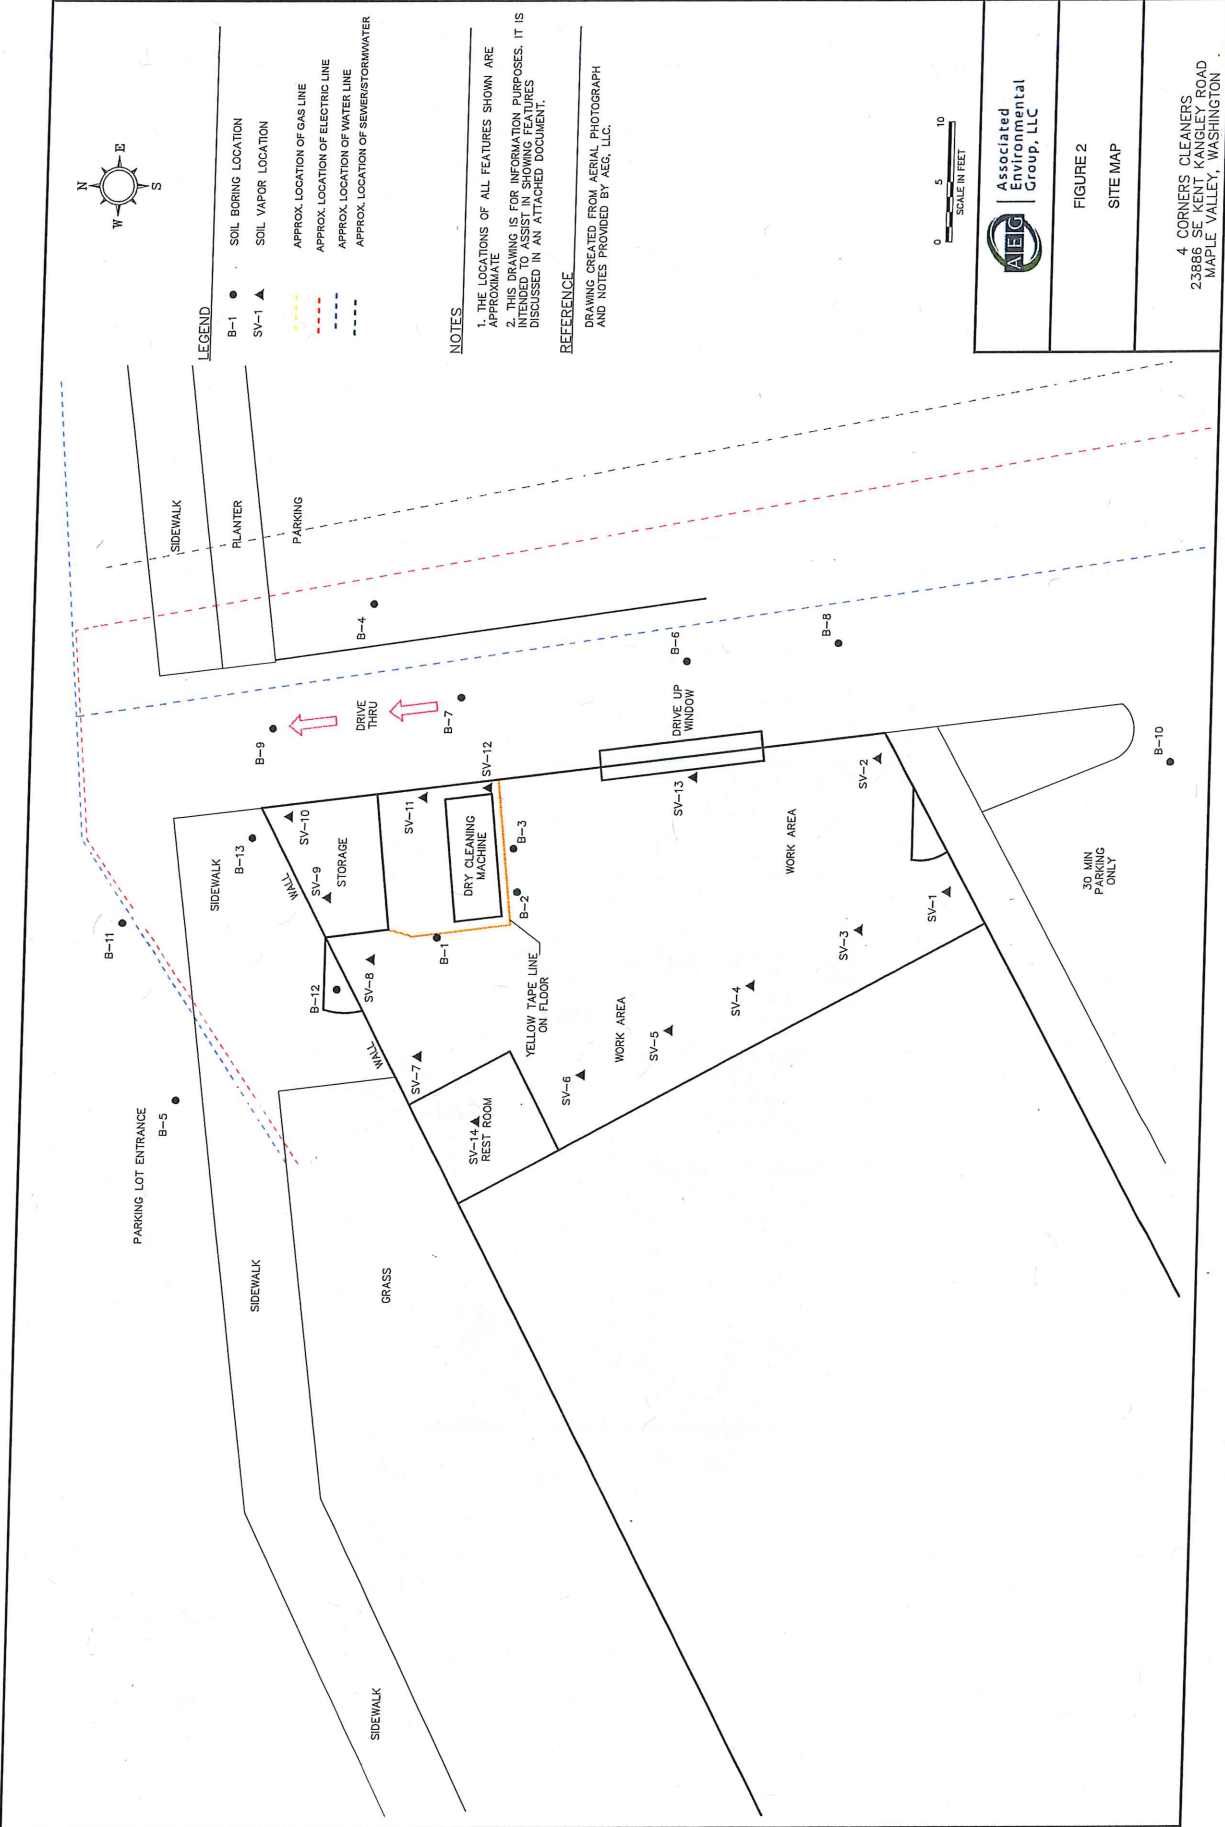 N
W
E
S
LEGEND
B-1
SOIL BORING LOCATION
SV-1
SOIL VAPOR LOCATION
APPROX. LOCATION OF GAS LINE
APPROX. LOCATION OF ELECTRIC LINE
APPROX. LOCATION OF WATER LINE
APPROX. LOCATION OF SEWER/STORMWATER
NOTES
1. THE LOCATIONS OF ALL FEATURES SHOWN ARE
APPROXIMATE
2. THIS DRAWING IS FOR INFORMATION PURPOSES. IT IS
INTENDED TO ASSIST IN SHOWING FEATURES
DISCUSSED IN AN ATTACHED DOCUMENT.
REFERENCE
DRAWING CREATED FROM AERIAL PHOTOGRAPH
AND NOTES PROVIDED BY AEG, LLC.
0 5 10
SCALE IN FEET
AEG
Associated
Environmental
Group, LLC
FIGURE 2
SITE MAP
4 CORNERS CLEANERS
23886 SE KENT KANGLEY ROAD
MAPLE VALLEY, WASHINGTON
PARKING LOT ENTRANCE
B-5
B-11
SIDEWALK
B-13
B-9
SIDEWALK
PLANTER
PARKING
B-4
DRIVE
THRU
B-7
SIDEWALK
SIDEWALK
GRASS
WALL
WALL
B-12
SV-9
SV-10
STORAGE
SV-8
SV-7
SV-11
SV-12
B-1
DRY CLEANING
MACHINE
B-2
B-3
SV-14
REST ROOM
YELLOW TAPE LINE
ON FLOOR
SV-6
WORK AREA
SV-5
SV-4
SV-3
SV-1
SV-13
DRIVE UP
WINDOW
B-6
WORK AREA
SV-2
B-8
B-10
30 MIN
PARKING
ONLY